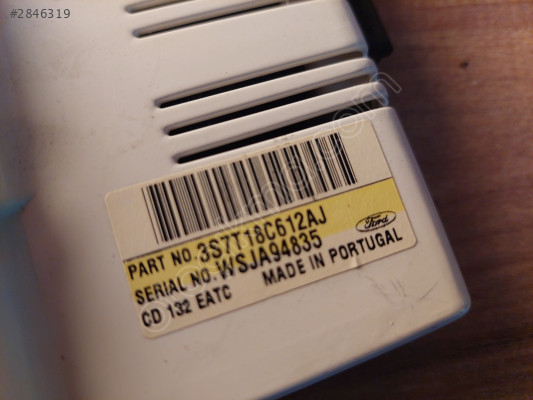 #2846319
PART NO. 3S7T18C612AJ
Ford
SERIAL NO. WSJA94835
CD 132 EATC
MADE IN PORTUGAL